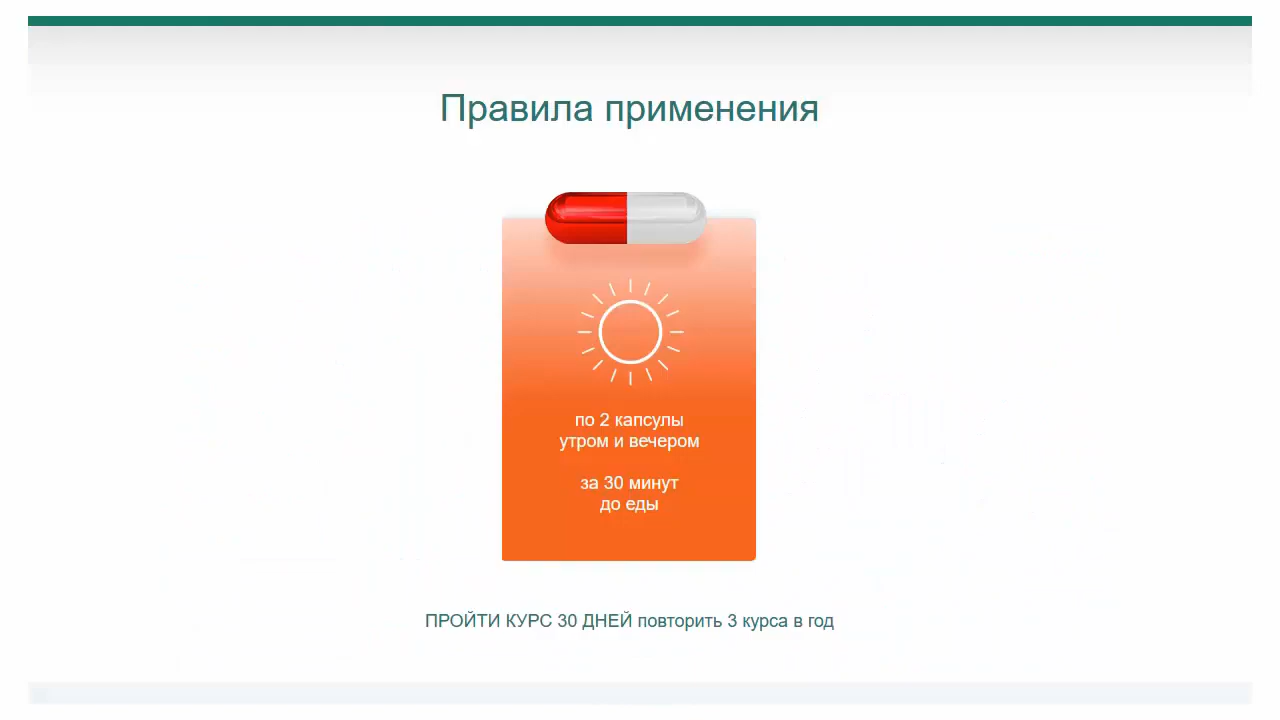 Правила применения
по 2 капсулы
утром и вечером
за 30 минут
до еды
ПРОЙТИ КУРС 30 ДНЕЙ повторить 3 курса в год